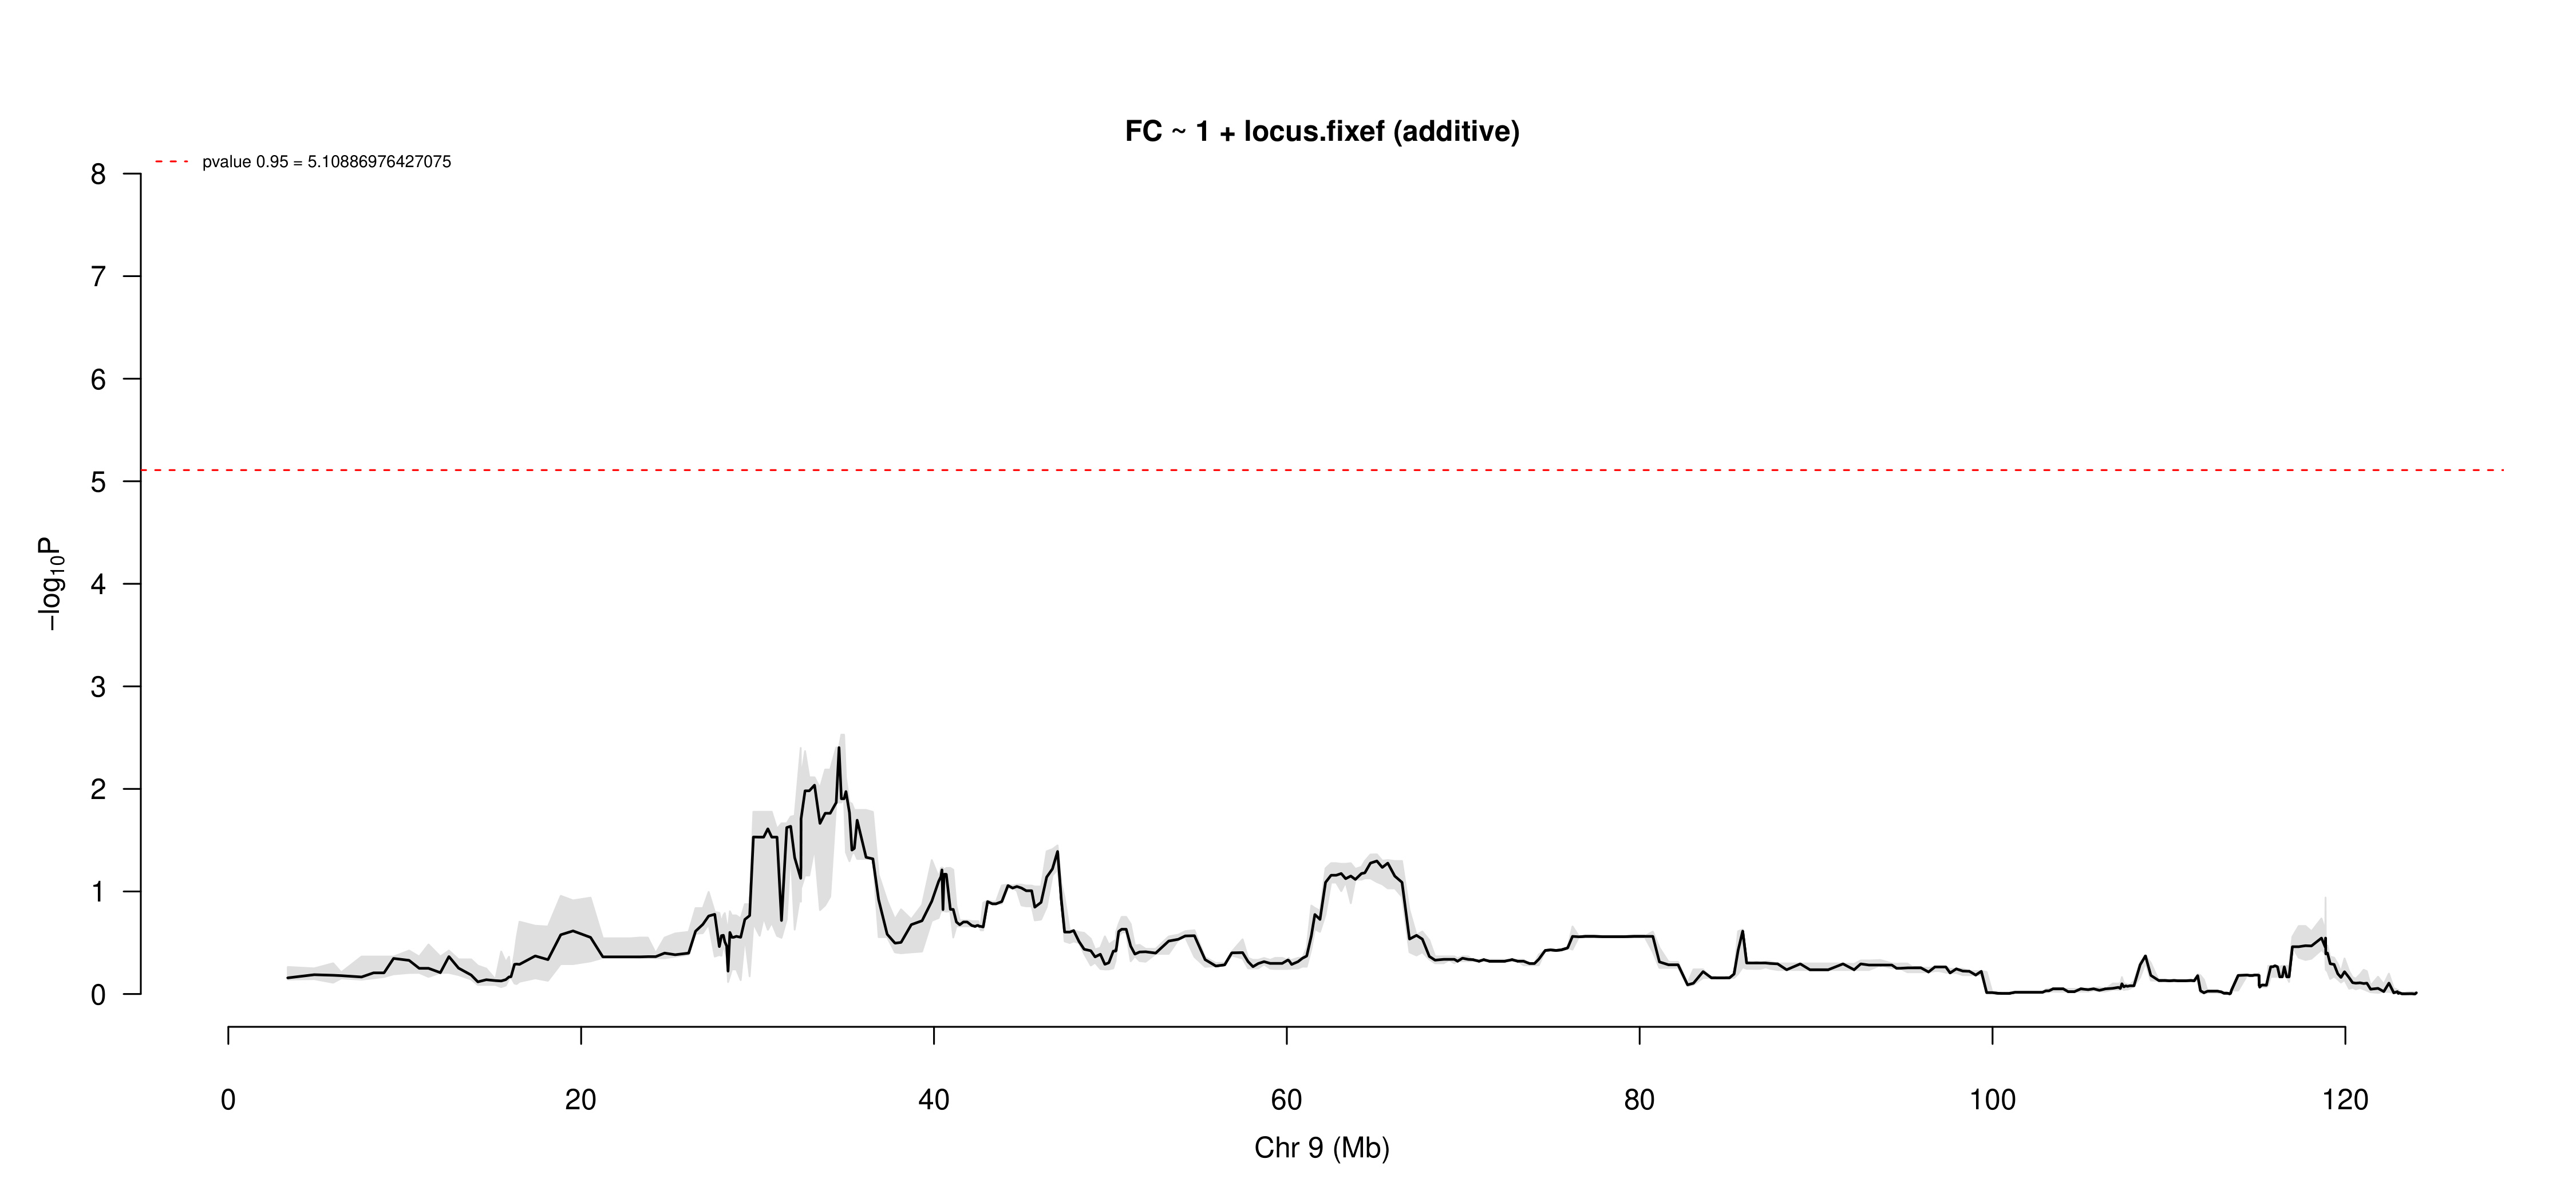 FC ~ 1 + locus.fixef (additive)
pvalue 0.95 = 5.10886976427075
8
7
6
5
4
3
2
1
0
−log10P
0 20 40 60 80 100 120
Chr 9 (Mb)